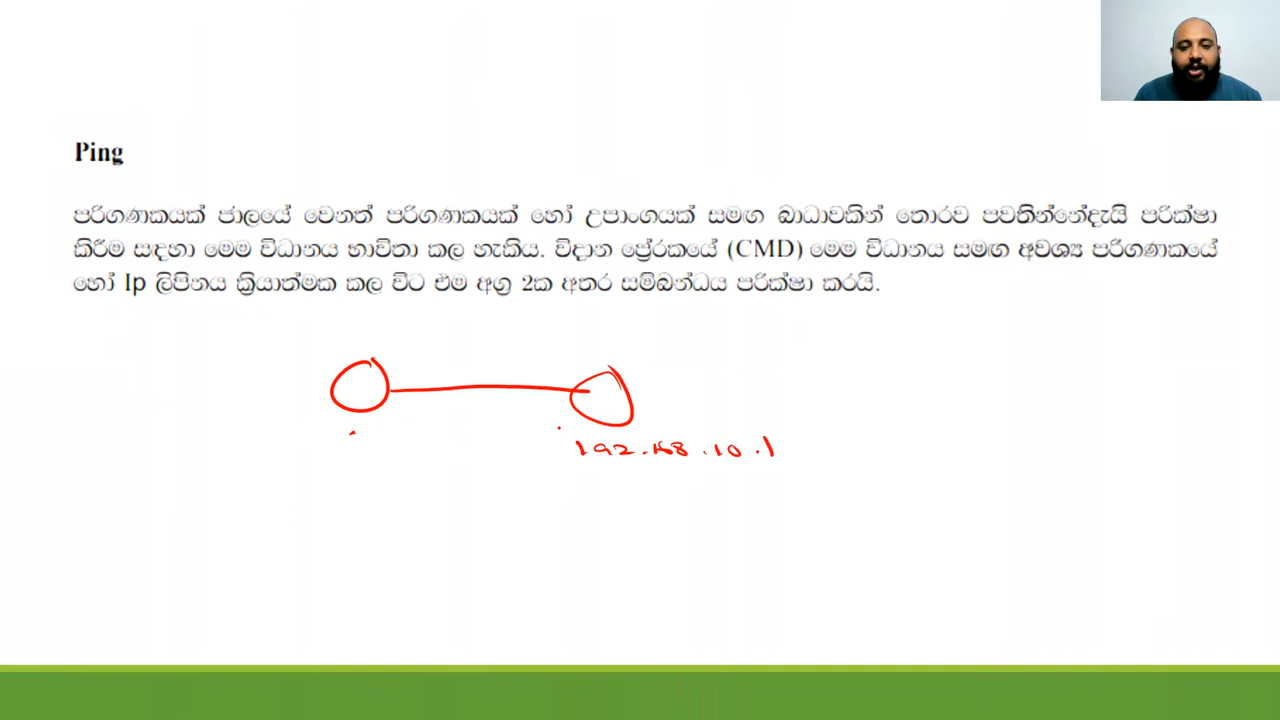 Ping
පරිගණකයක් ජාලයේ වෙනත් පරිගණකයක් හෝ උපාංගයක් සමඟ බාධාවකින් තොරව පවතින්නේදැයි පරික්ෂා
කිරීම සඳහා මෙම විධානය භාවිතා කල හැකිය. විදාන ප්‍රේරකයේ (CMD) මෙම විධානය සමඟ අවශ්‍ය පරිගණකයේ
හෝ Ip ලිපිනය ක්‍රියාත්මක කල විට එම අග්‍ර 2ක අතර සම්බන්ධය පරික්ෂා කරයි.
192.168.10.1